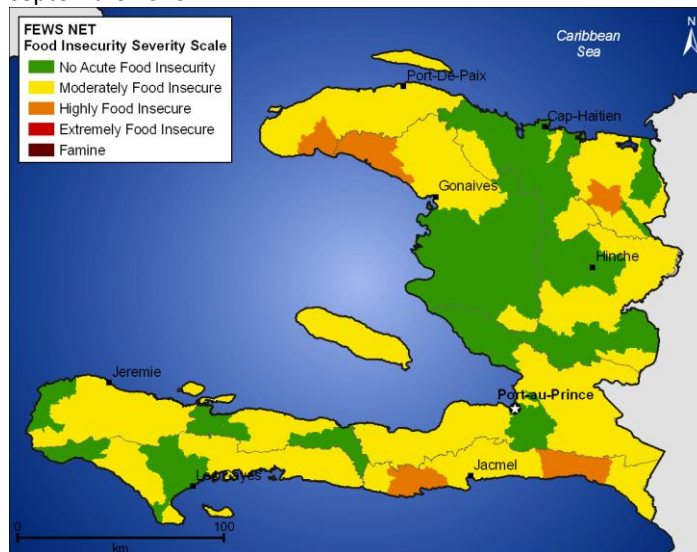 FEWS NET
Food Insecurity Severity Scale
No Acute Food Insecurity
Moderately Food Insecure
Highly Food Insecure
Extremely Food Insecure
Famine
Caribbean
Sea
N
Port-De-Paix
Cap-Haitien
Gonaives
Hinche
Jeremie
Port-au-Prince
Jacmel
0
100
km